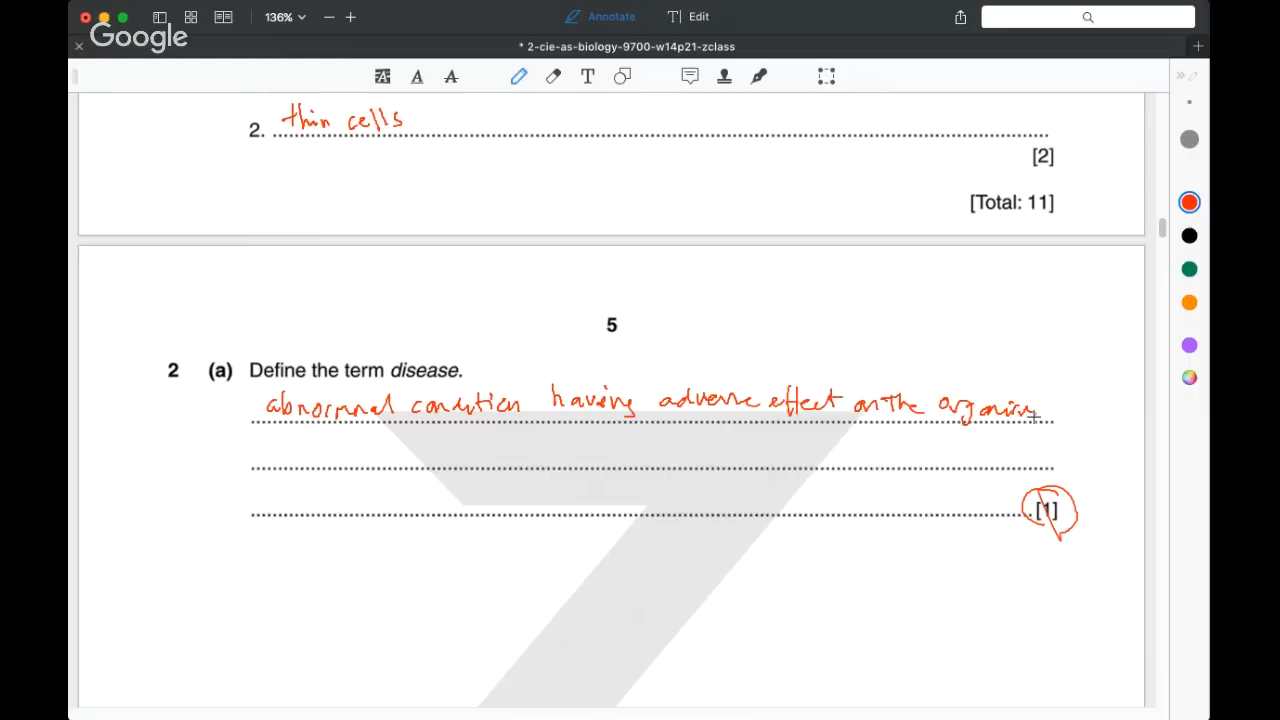 136%
Annotate
T Edit
Google
* 2-cie-as-biology-9700-w14p21-zclass
A A A T
2. thin cells
[2]
[Total: 11]
5
2 (a) Define the term disease.
abnormal condition having adverse effect on the organism
[1]